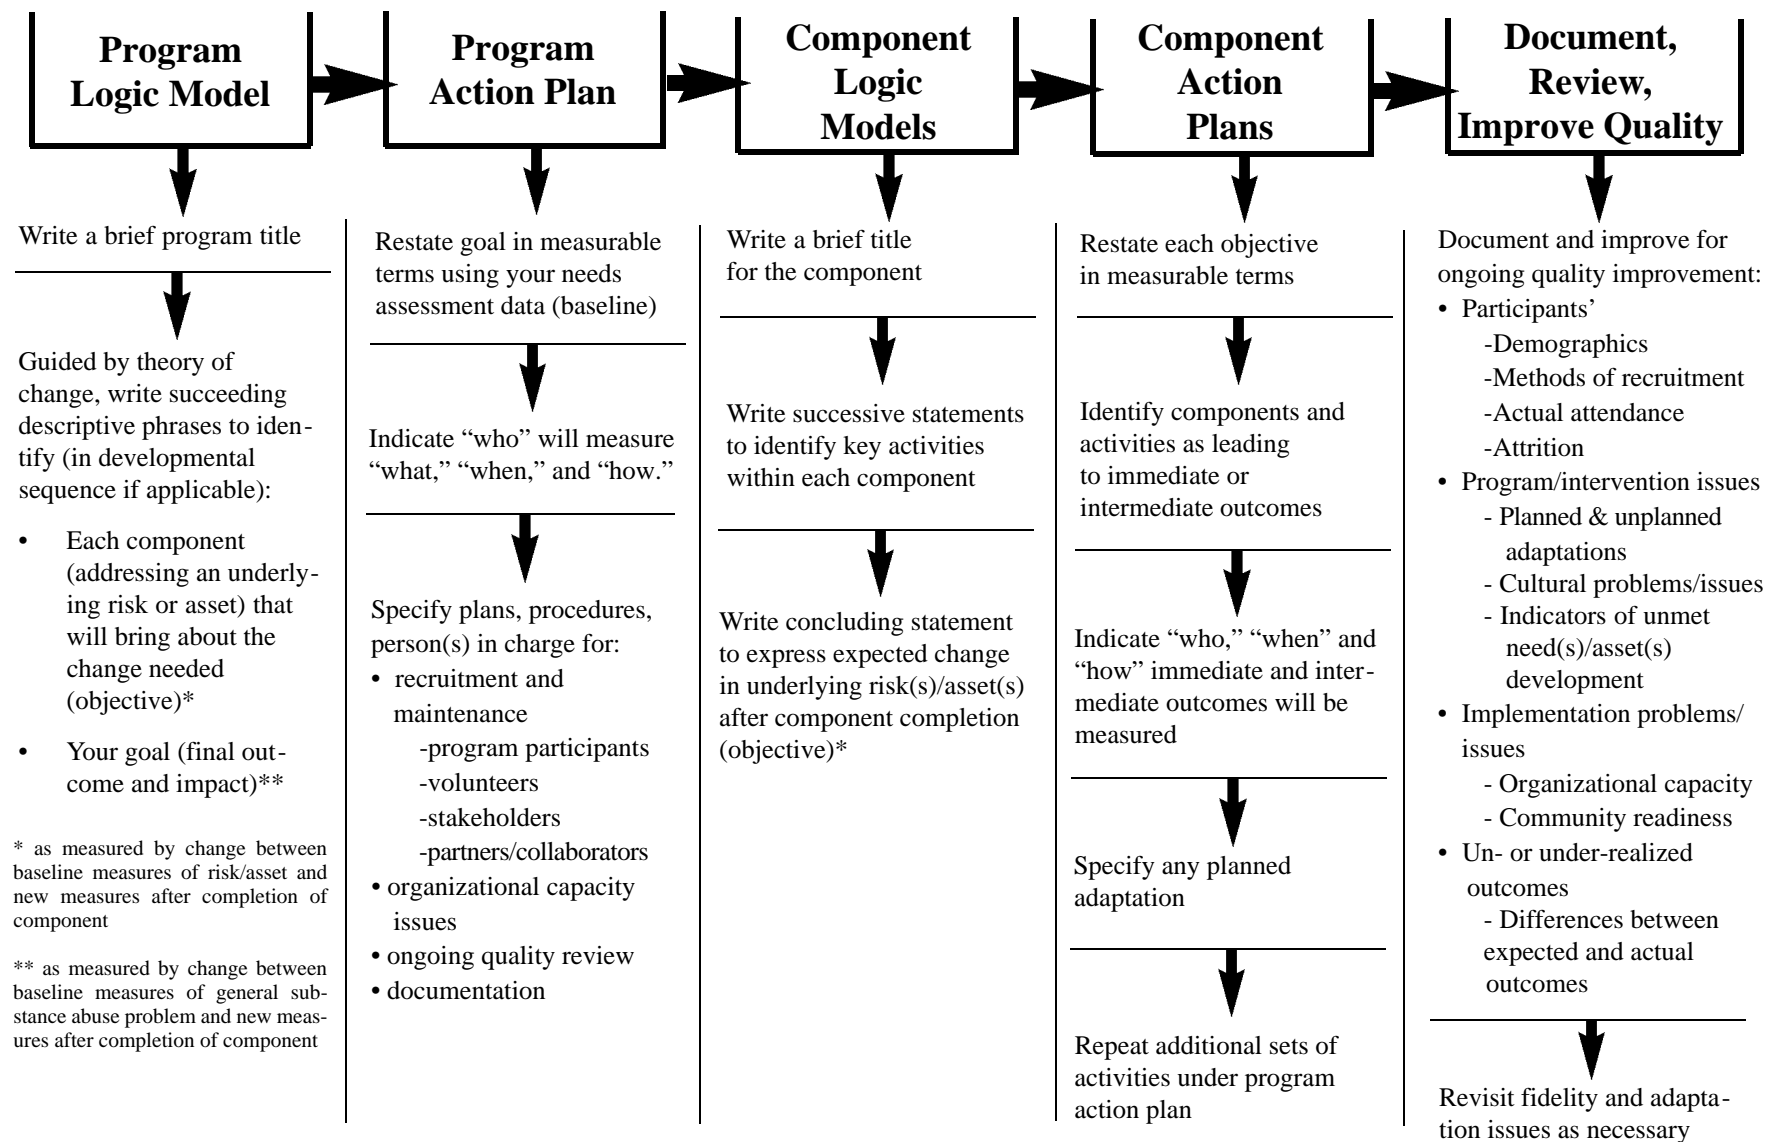 Program
Logic Model
Program
Action Plan
Component
Logic
Models
Component
Action
Plans
Document,
Review,
Improve Quality
Write a brief program title
Guided by theory of
change, write succeeding
descriptive phrases to iden-
tify (in developmental
sequence if applicable):
• Each component
(addressing an underly-
ing risk or asset) that
will bring about the
change needed
(objective)*
• Your goal (final out-
come and impact)**
* as measured by change between
baseline measures of risk/asset and
new measures after completion of
component
** as measured by change between
baseline measures of general sub-
stance abuse problem and new meas-
ures after completion of component
Restate goal in measurable
terms using your needs
assessment data (baseline)
Indicate “who” will measure
“what,” “when,” and “how.”
Specify plans, procedures,
person(s) in charge for:
• recruitment and
maintenance
-program participants
-volunteers
-stakeholders
-partners/collaborators
• organizational capacity
issues
• ongoing quality review
• documentation
Write a brief title
for the component
Write successive statements
to identify key activities
within each component
Write concluding statement
to express expected change
in underlying risk(s)/asset(s)
after component completion
(objective)*
Restate each objective
in measurable terms
Identify components and
activities as leading
to immediate or
intermediate outcomes
Indicate “who,” “when” and
“how” immediate and inter-
mediate outcomes will be
measured
Specify any planned
adaptation
Repeat additional sets of
activities under program
action plan
Document and improve for
ongoing quality improvement:
• Participants’
-Demographics
-Methods of recruitment
-Actual attendance
-Attrition
• Program/intervention issues
- Planned & unplanned
adaptations
- Cultural problems/issues
- Indicators of unmet
need(s)/asset(s)
development
• Implementation problems/
issues
- Organizational capacity
- Community readiness
• Un- or under-realized
outcomes
- Differences between
expected and actual
outcomes
Revisit fidelity and adapta-
tion issues as necessary